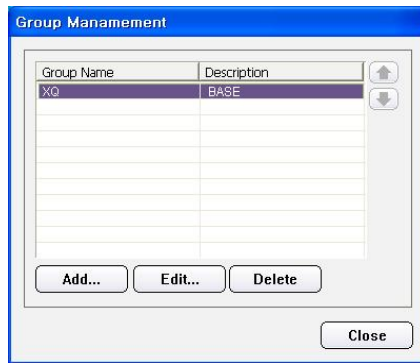 Group Manamement
Group Name Description
XQ BASE
Add... Edit... Delete
Close